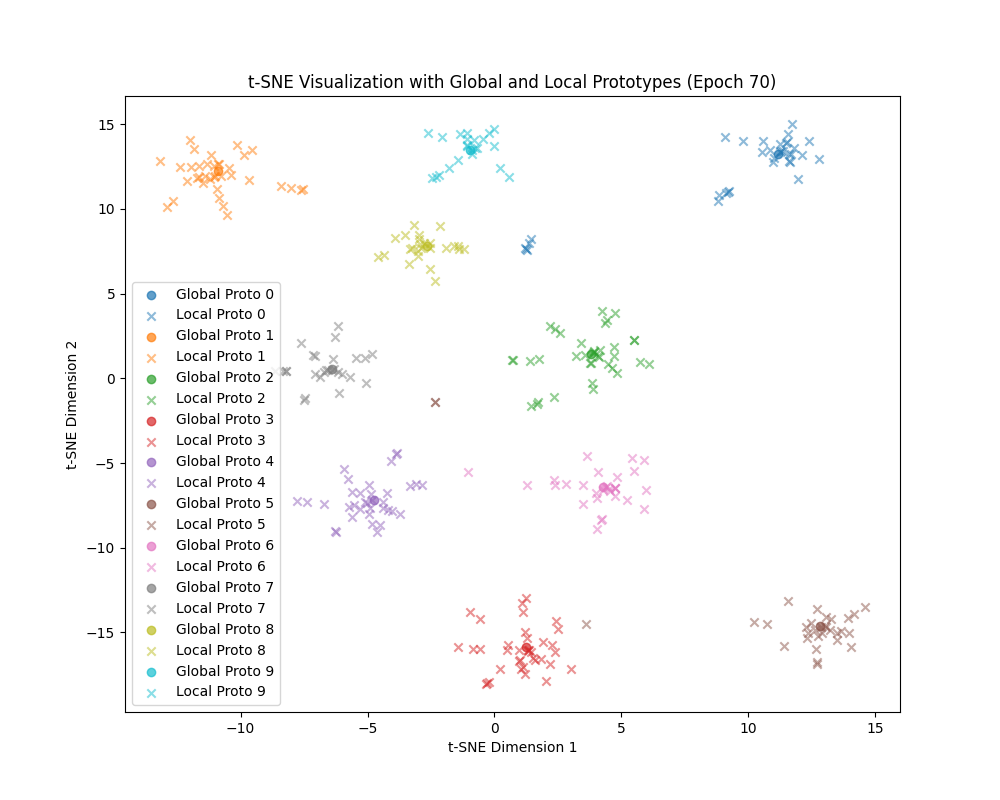 t-SNE Visualization with Global and Local Prototypes (Epoch 70)
15
10
5
0
−5
−10
−15
t-SNE Dimension 2
Global Proto 0
Local Proto 0
Global Proto 1
Local Proto 1
Global Proto 2
Local Proto 2
Global Proto 3
Local Proto 3
Global Proto 4
Local Proto 4
Global Proto 5
Local Proto 5
Global Proto 6
Local Proto 6
Global Proto 7
Local Proto 7
Global Proto 8
Local Proto 8
Global Proto 9
Local Proto 9
−10 −5 0 5 10 15
t-SNE Dimension 1